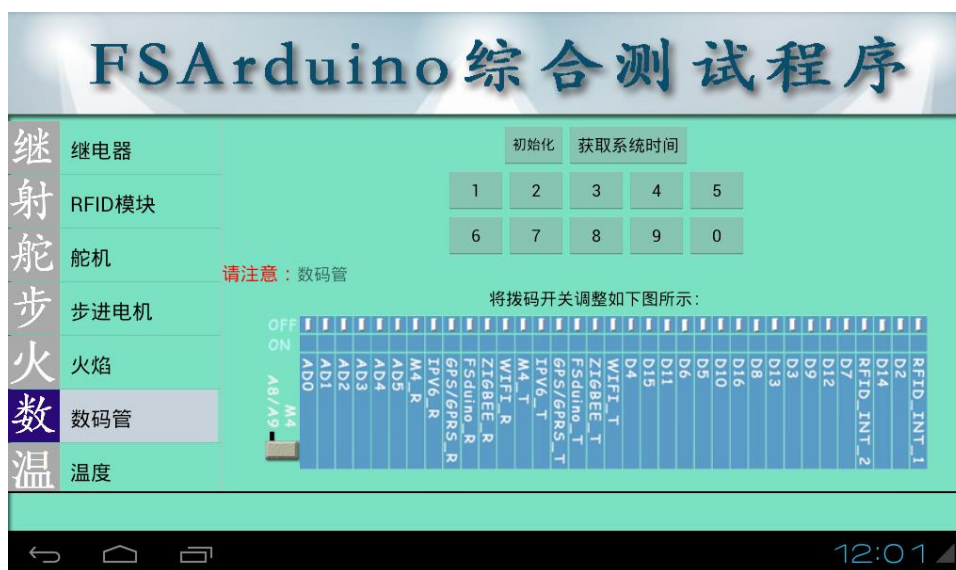 FSArduino综合测试程序
继 继电器
射 RFID模块
舵 舵机
步 步进电机
火 火焰
数 数码管
温 温度
初始化 获取系统时间
1 2 3 4 5
6 7 8 9 0
请注意：数码管
将拨码开关调整如下图所示：
OFF
ON
A8/A9 M4
AD0
AD1
AD2
AD3
AD4
AD5
M4_R
IPV6_R
GPS/GPRS_R
FSduino_R
ZIGBEE_R
WIFI_R
M4_T
IPV6_T
GPS/GPRS_T
FSduino_T
ZIGBEE_T
WIFI_T
D4
D15
D11
D6
D5
D10
D16
D8
D13
D3
D9
D12
D7
RFID_INT_2
D14
D2
RFID_INT_1
12:01